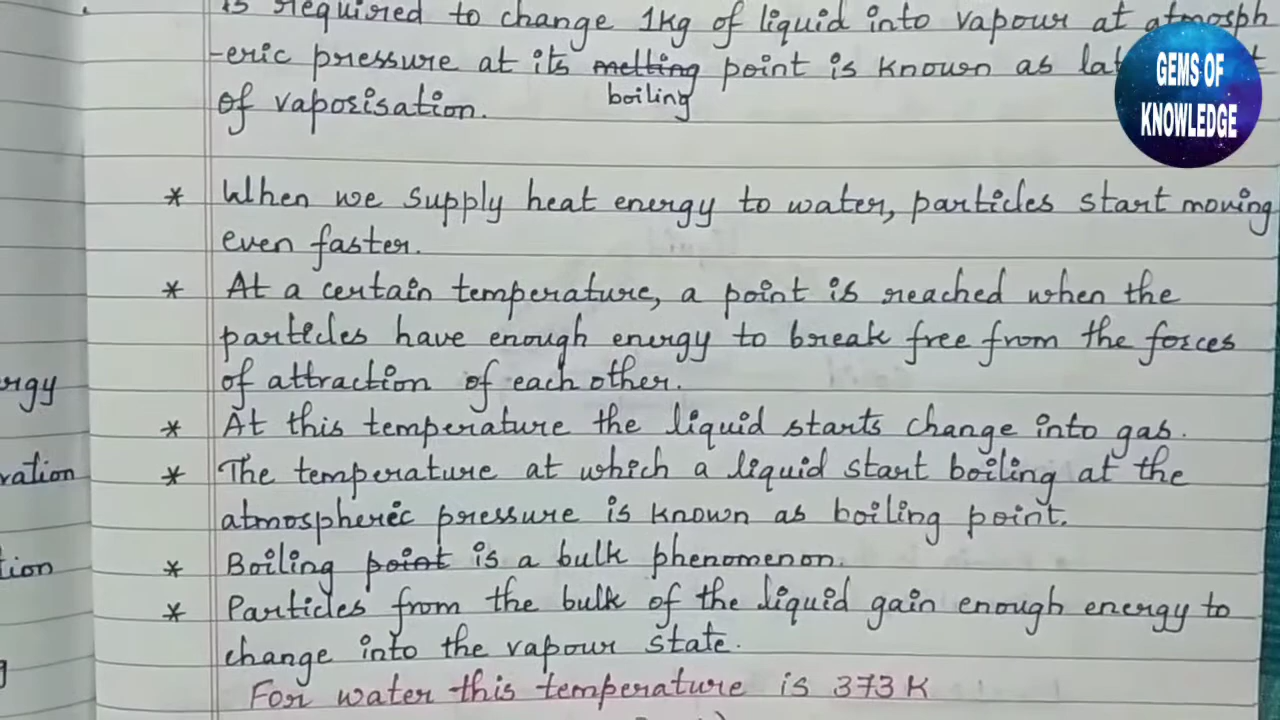 is required to change 1kg of liquid into vapour at atmosph
-eric pressure at its melting point is known as
boiling
of vaporisation.
GEMS OF
KNOWLEDGE
* When we supply heat energy to water, particles start moving
even faster.
* At a certain temperature, a point is reached when the
particles have enough energy to break free from the forces
of attraction of each other.
* At this temperature the liquid starts change into gas.
* The temperature at which a liquid start boiling at the
atmospheric pressure is known as boiling point.
* Boiling point is a bulk phenomenon.
* Particles from the bulk of the liquid gain enough energy to
change into the vapour state.
For water this temperature is 373 K